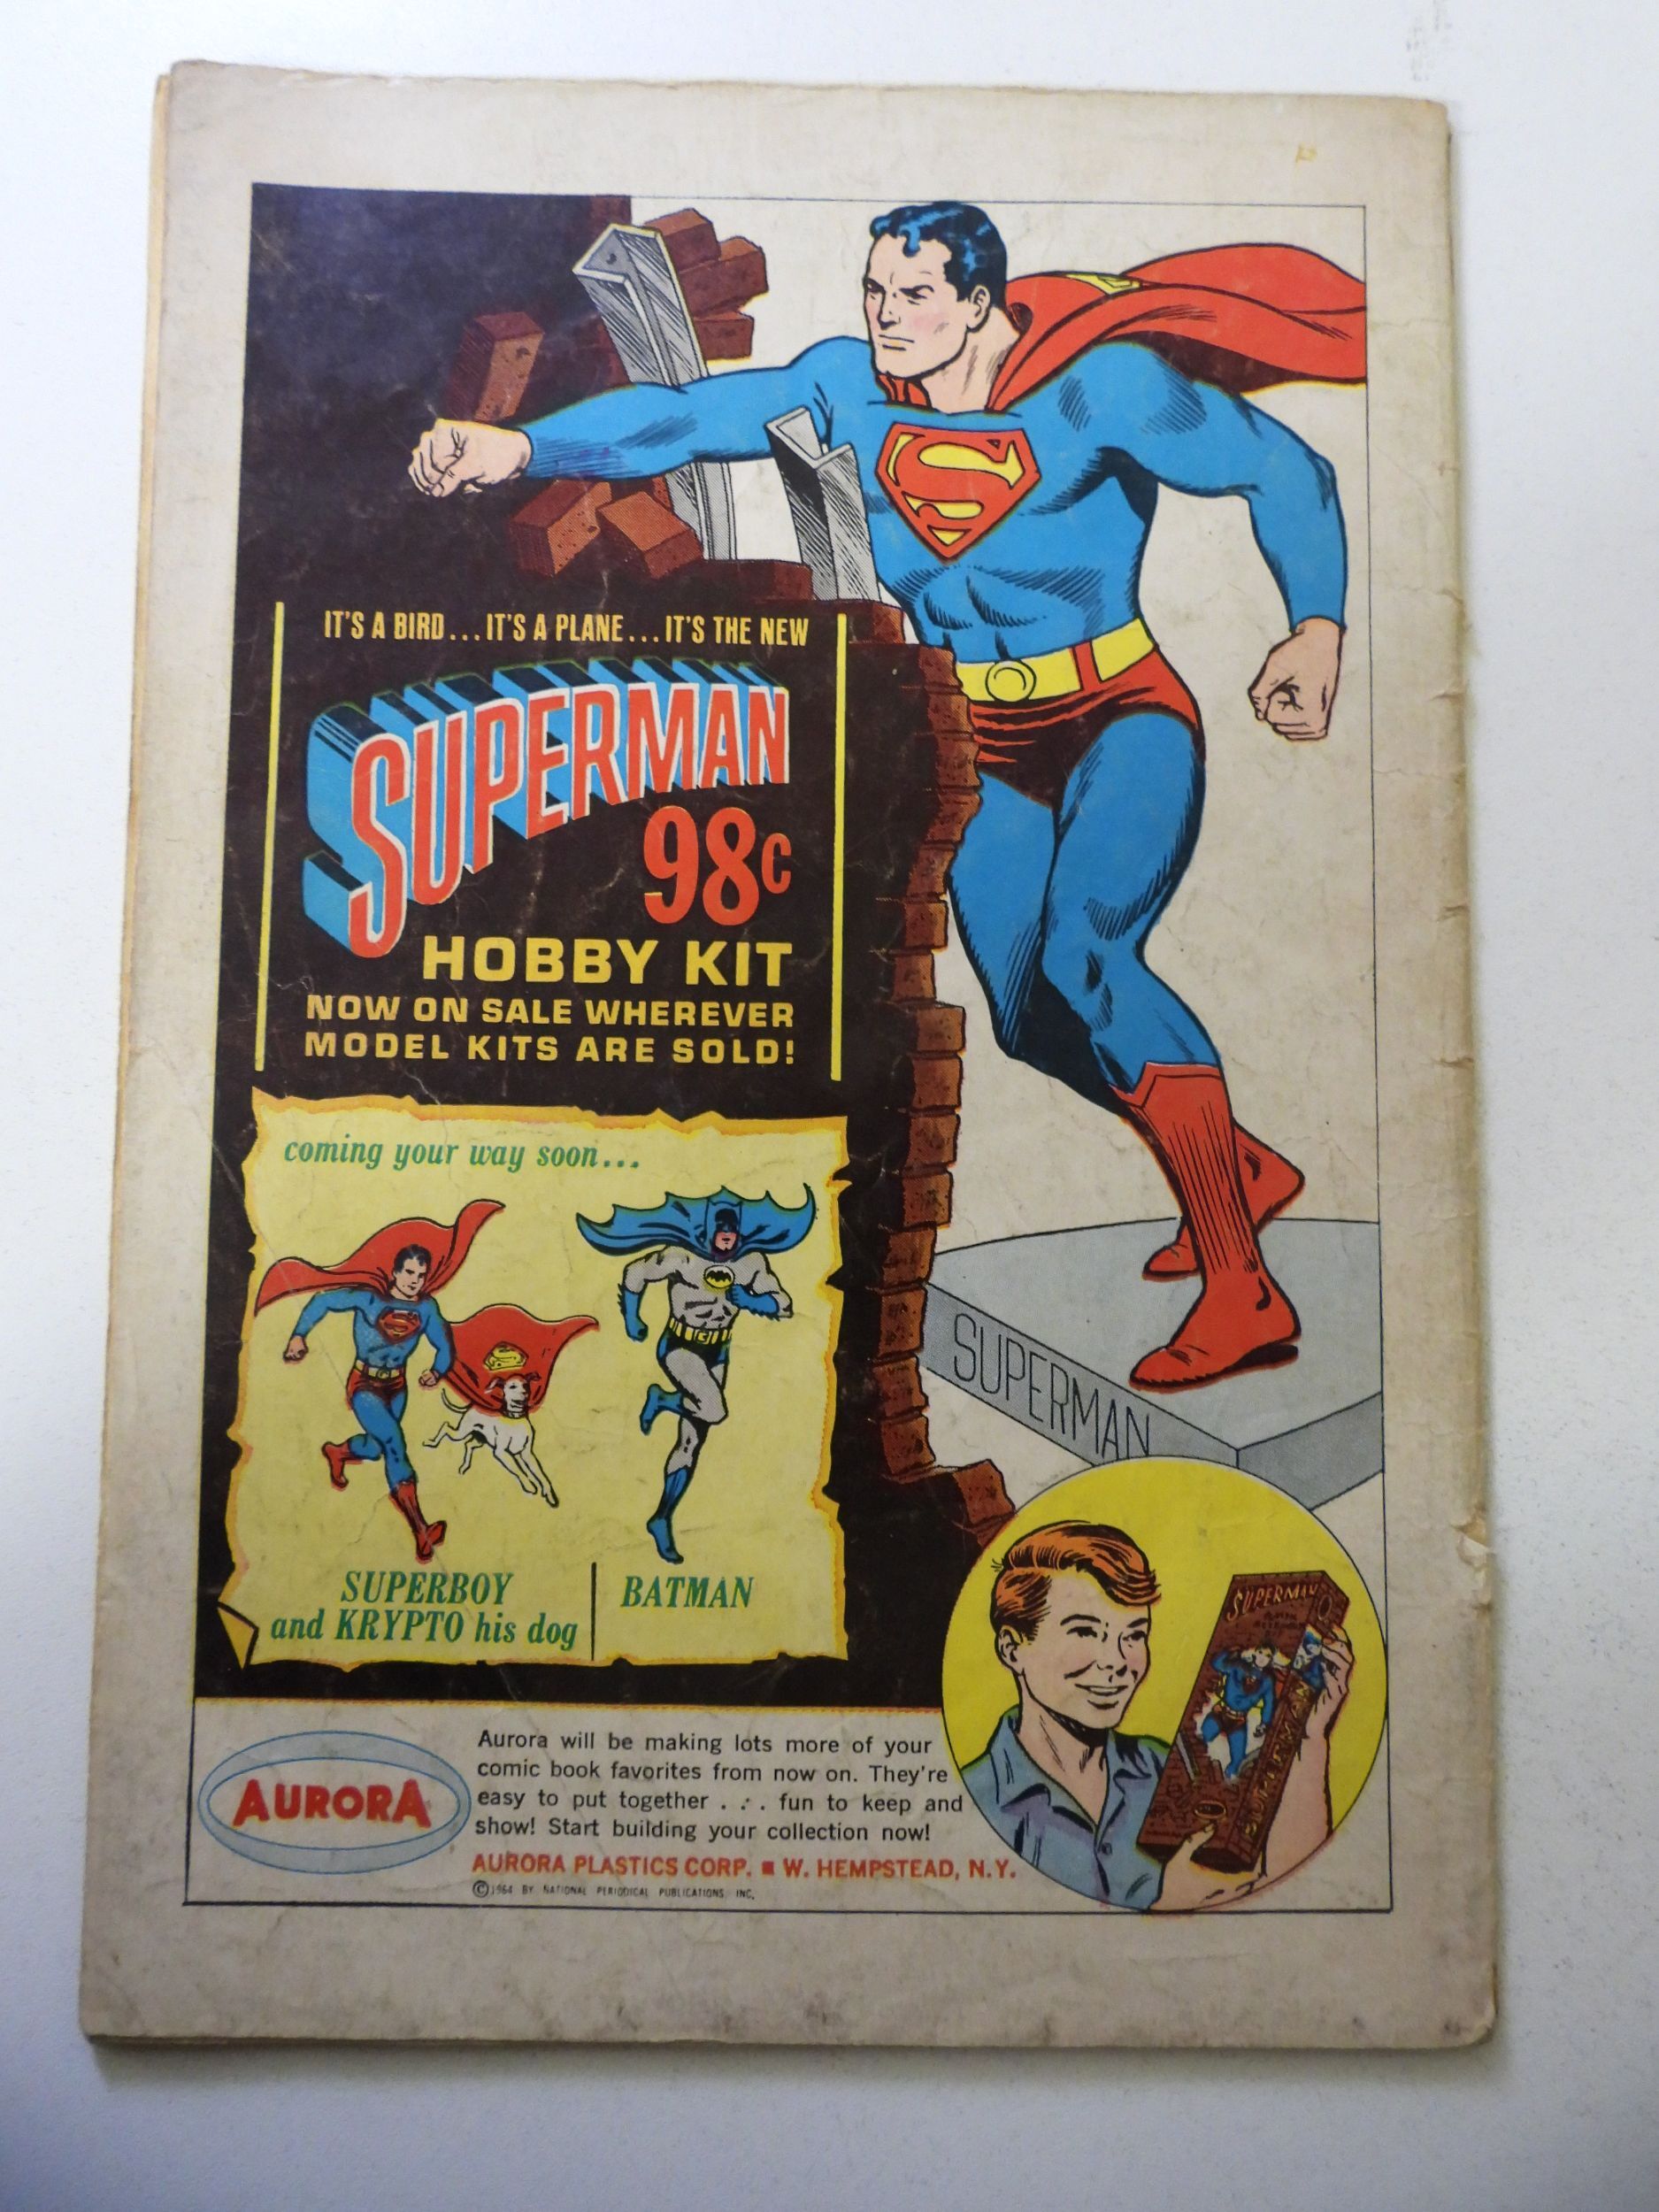 IT'S A BIRD...IT'S A PLANE...IT'S THE NEW
SUPERMAN
98c
HOBBY KIT
NOW ON SALE WHEREVER
MODEL KITS ARE SOLD!
coming your way soon...
SUPERBOY
and KRYPTO his dog
BATMAN
SUPERMAN
SUPERMAN
AURORA
Aurora will be making lots more of your
comic book favorites from now on. They're
easy to put together . . . fun to keep and
show! Start building your collection now!
AURORA PLASTICS CORP. ■ W. HEMPSTEAD, N.Y.
©1964 BY NATIONAL PERIODICAL PUBLICATIONS INC.